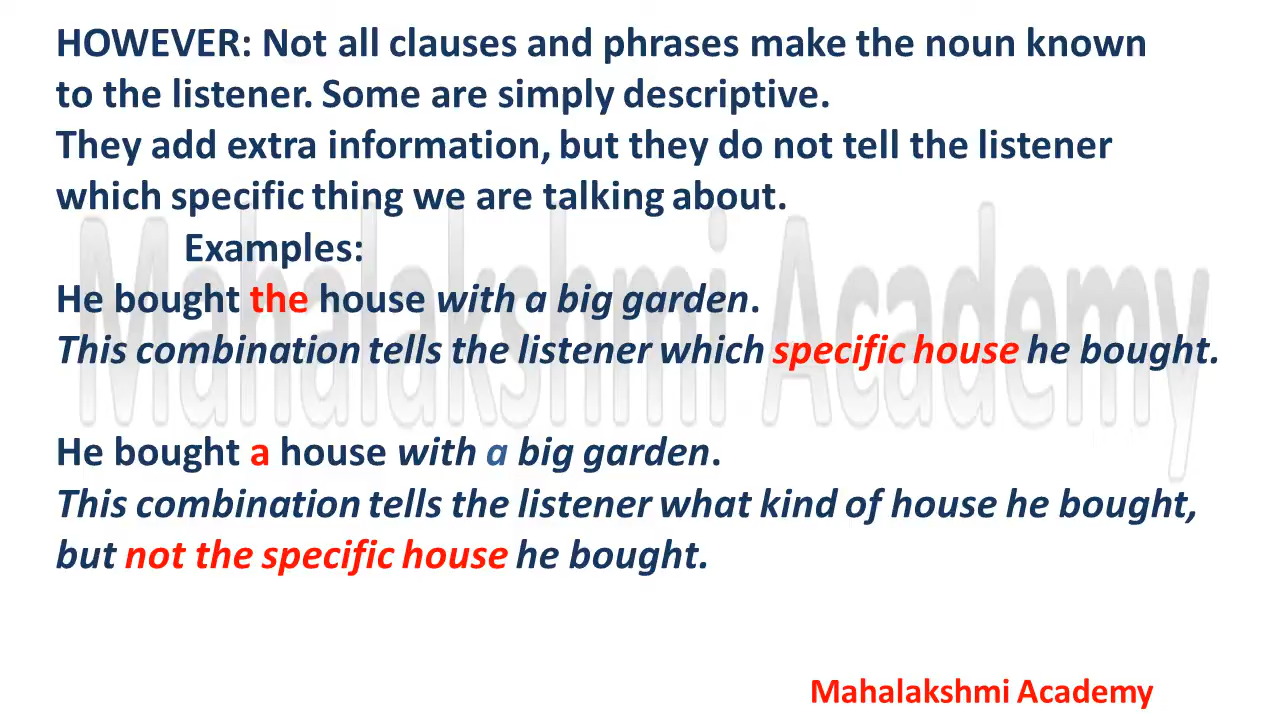 HOWEVER: Not all clauses and phrases make the noun known
to the listener. Some are simply descriptive.
They add extra information, but they do not tell the listener
which specific thing we are talking about.
Examples:
He bought the house with a big garden.
This combination tells the listener which specific house he bought.
Mahalakshmi Academy
He bought a house with a big garden.
This combination tells the listener what kind of house he bought,
but not the specific house he bought.
Mahalakshmi Academy